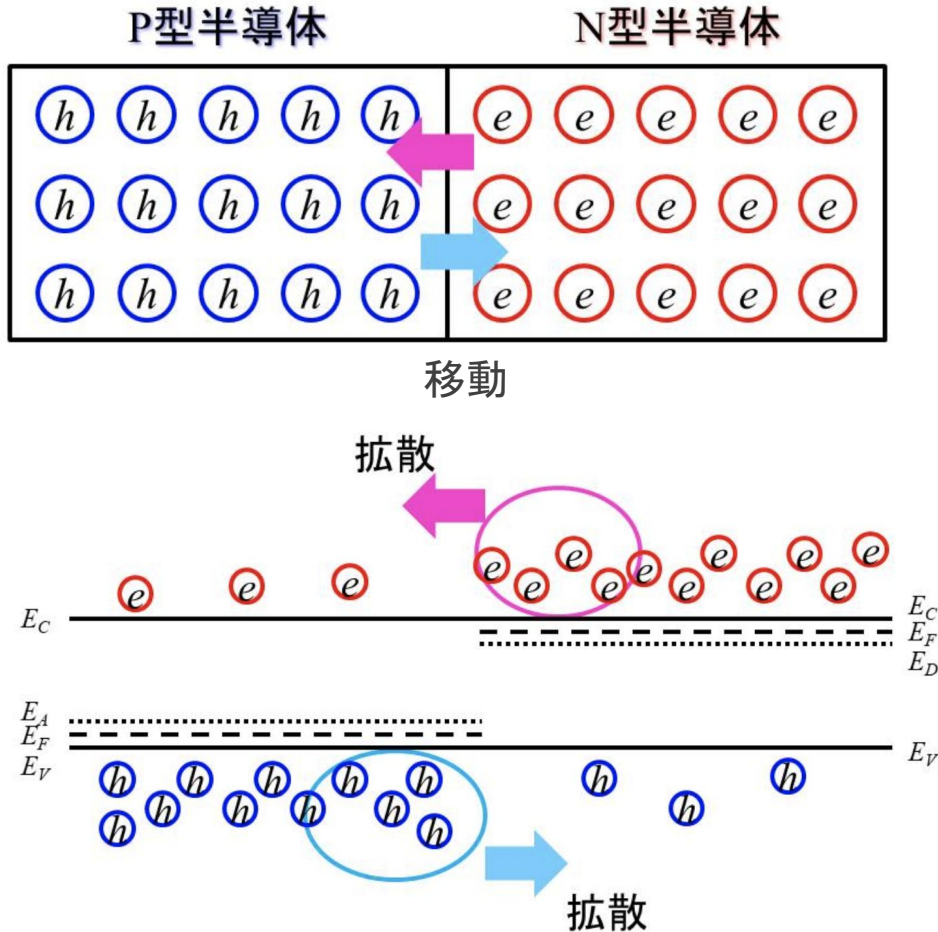 P型半導体 N型半導体
h h h h h e e e e e
h h h h h e e e e e
h h h h h e e e e e
移動
拡散
e e e e e e e e e e e e e e
E_C E_C
E_F
E_D
E_A
E_F
E_V E_V
h h h h h h h h h h h h h h
拡散